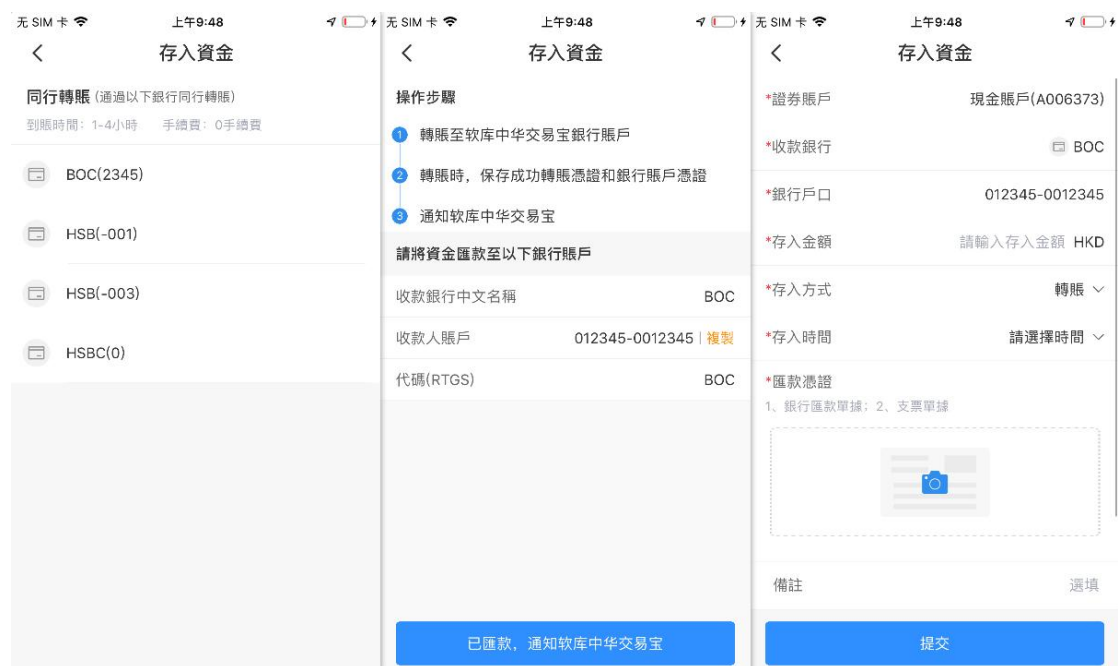 无 SIM 卡
上午9:48
存入資金
同行轉賬 (通過以下銀行同行轉賬)
到賬時間：1-4小時 手續費：0手續費
BOC(2345)
HSB(-001)
HSB(-003)
HSBC(0)
无 SIM 卡
上午9:48
存入資金
操作步驟
1 轉賬至软库中华交易宝銀行賬戶
2 轉賬時，保存成功轉賬憑證和銀行賬戶憑證
3 通知软库中华交易宝
請將資金匯款至以下銀行賬戶
收款銀行中文名稱 BOC
收款人賬戶 012345-0012345 | 複製
代碼(RTGS) BOC
已匯款，通知软库中华交易宝
无 SIM 卡
上午9:48
存入資金
*證券賬戶 現金賬戶(A006373)
*收款銀行 BOC
*銀行戶口 012345-0012345
*存入金額 請輸入存入金額 HKD
*存入方式 轉賬
*存入時間 請選擇時間
*匯款憑證
1、銀行匯款單據；2、支票單據
備註 選填
提交